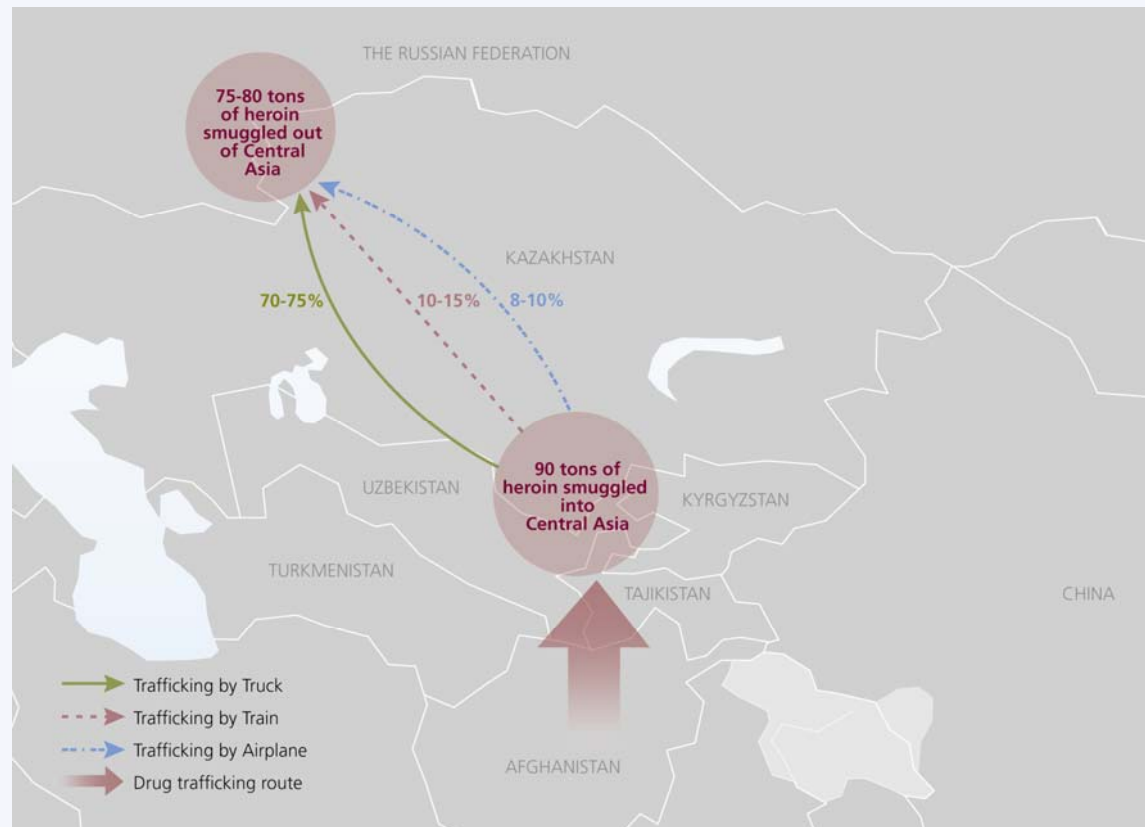 THE RUSSIAN FEDERATION
75-80 tons
of heroin
smuggled out
of Central
Asia
KAZAKHSTAN
70-75%
10-15%
8-10%
90 tons of
heroin smuggled
into
Central Asia
UZBEKISTAN
KYRGYZSTAN
TURKMENISTAN
TAJIKISTAN
CHINA
Trafficking by Truck
Trafficking by Train
Trafficking by Airplane
AFGHANISTAN
Drug trafficking route